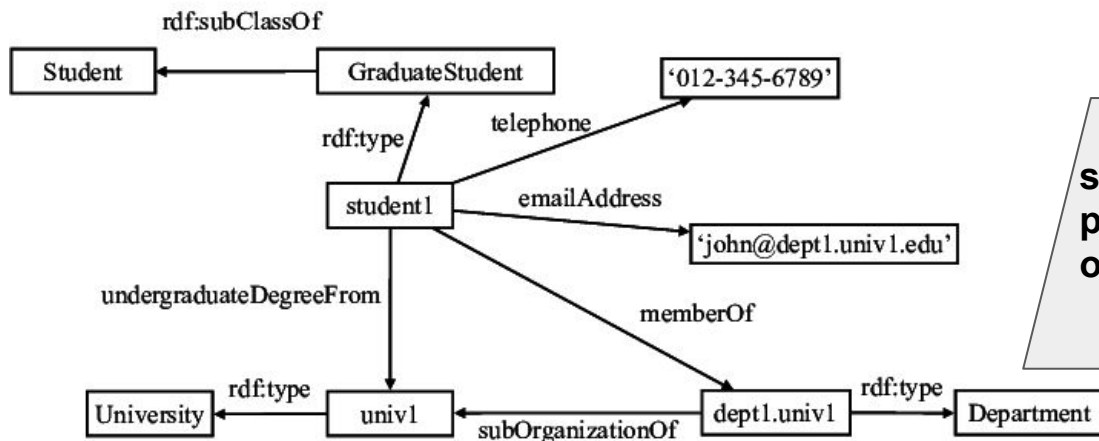 rdf:subClassOf
Student
GraduateStudent
‘012-345-6789’
rdf:type
telephone
student1
emailAddress
‘john@dept1.univ1.edu’
undergraduateDegreeFrom
memberOf
University
rdf:type
univ1
subOrganizationOf
dept1.univ1
rdf:type
Department
s
p
o